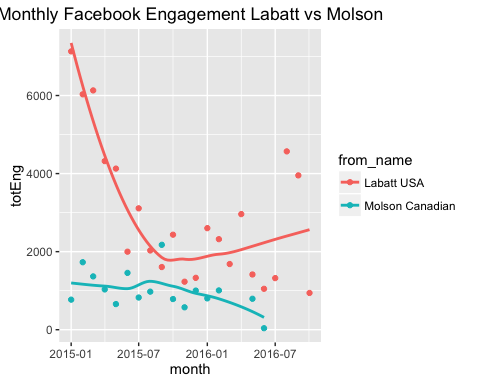 Monthly Facebook Engagement Labatt vs Molson
totEng
6000
4000
2000
0
2015-01
2015-07
2016-01
2016-07
month
from_name
Labatt USA
Molson Canadian